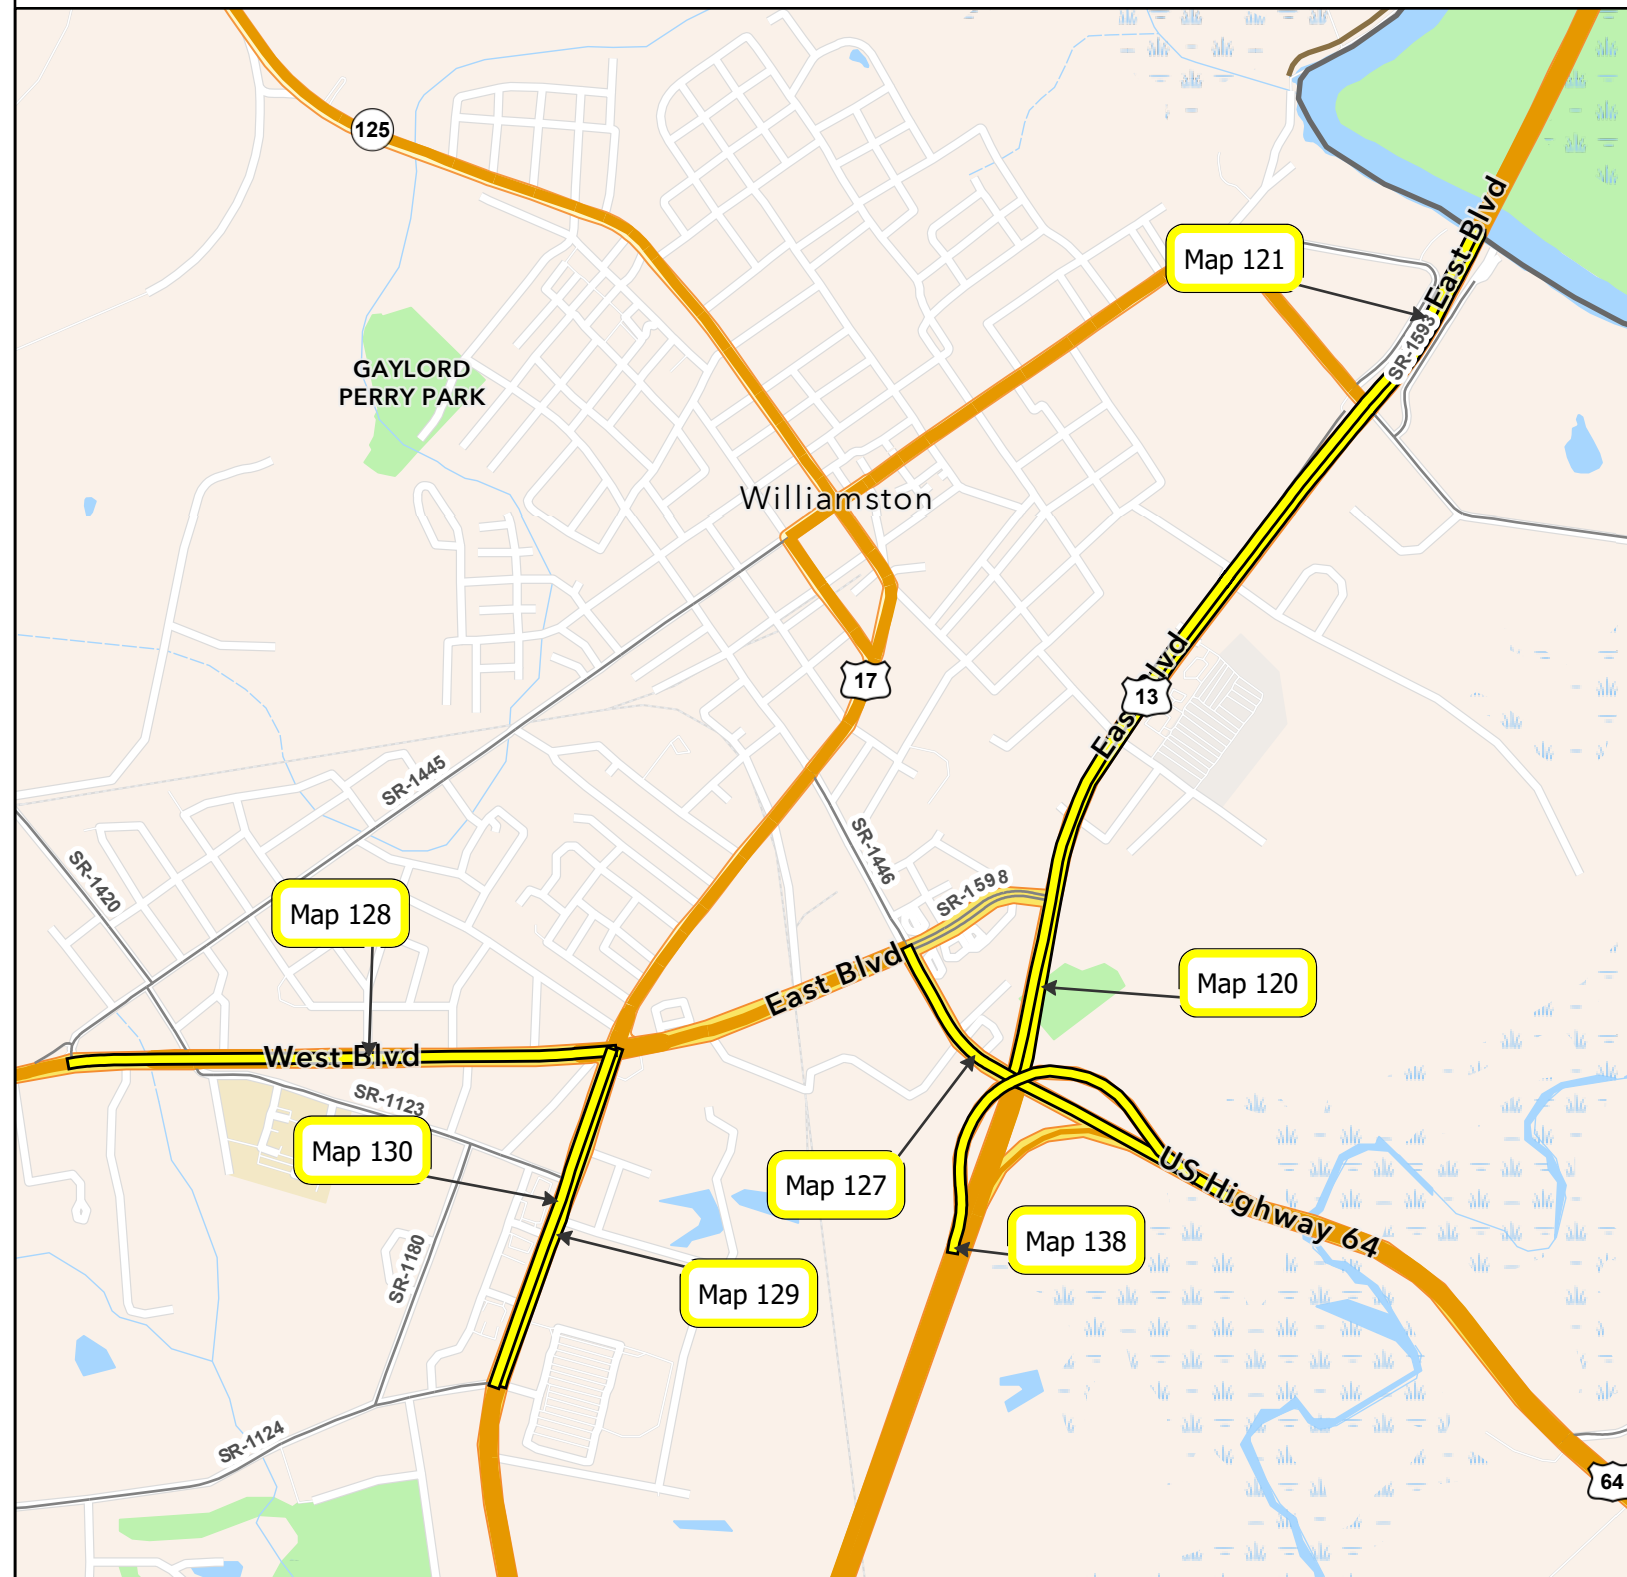 125
East Blvd
Map 121
SR-1593
GAYLORD
PERRY PARK
Williamston
17
13
East Blvd
SR-1445
SR-1446
SR-1420
SR-1598
Map 128
East Blvd
Map 120
West Blvd
SR-1123
Map 130
Map 127
US Highway 64
Map 138
SR-1180
Map 129
SR-1124
64